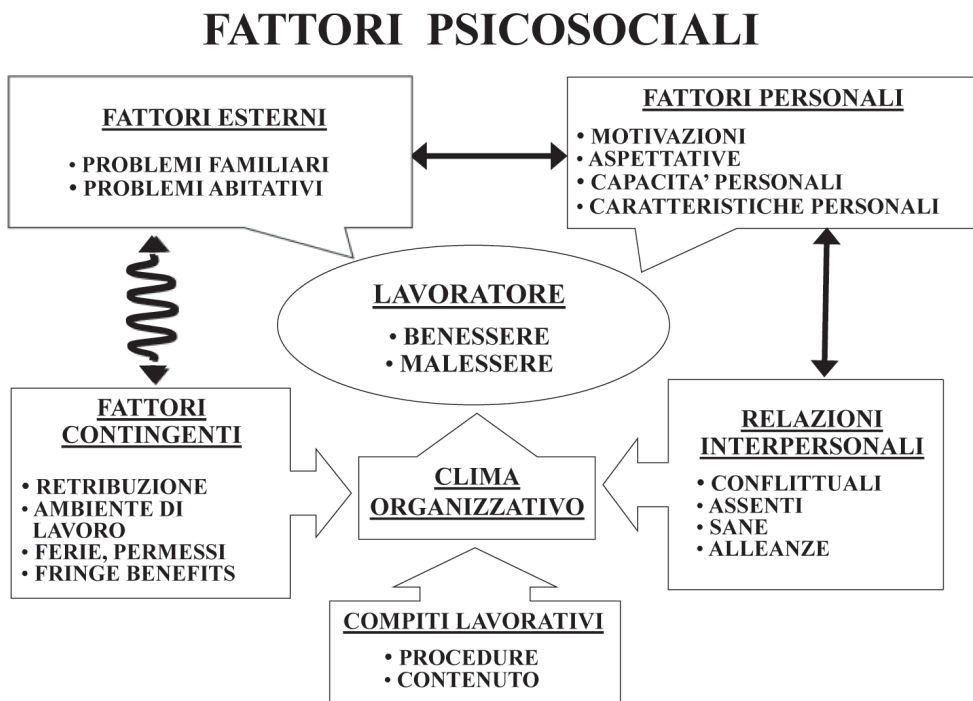 FATTORI PSICOSOCIALI
FATTORI ESTERNI
• PROBLEMI FAMILIARI
• PROBLEMI ABITATIVI
FATTORI PERSONALI
• MOTIVAZIONI
• ASPETTATIVE
• CAPACITA' PERSONALI
• CARATTERISTICHE PERSONALI
LAVORATORE
• BENESSERE
• MALESSERE
FATTORI
CONTINGENTI
• RETRIBUZIONE
• AMBIENTE DI
LAVORO
• FERIE, PERMESSI
• FRINGE BENEFITS
CLIMA
ORGANIZZATIVO
RELAZIONI
INTERPERSONALI
• CONFLITTUALI
• ASSENTI
• SANE
• ALLEANZE
COMPITI LAVORATIVI
• PROCEDURE
• CONTENUTO